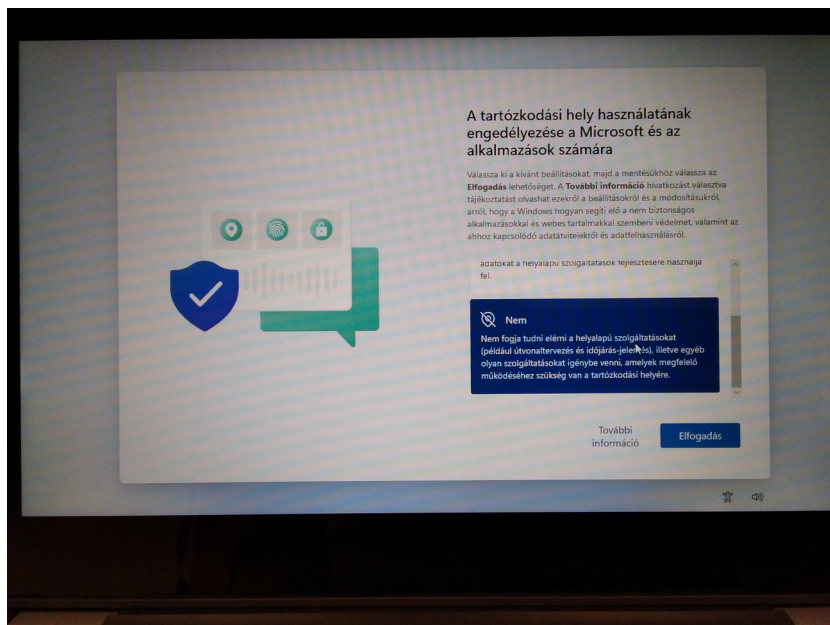 A tartózkodási hely használatának
engedélyezése a Microsoft és az
alkalmazások számára
Válassza ki a kívánt beállításokat, majd a mentésükhöz válassza az
Elfogadás lehetőséget. A További információ hivatkozást választva
tájékoztatást olvashat ezekről a beállításokról és a módosításukról,
arról, hogy a Windows hogyan segíti elő a nem biztonságos
alkalmazásokkal és webes tartalmakkal szembeni védelmet, valamint az
ahhoz kapcsolódó adatátvitelekről és adatfelhasználásról.
adatokat a helyalapú szolgáltatások fejlesztésére használja
fel.
Nem
Nem fogja tudni elérni a helyalapú szolgáltatásokat
(például útvonaltervezés és időjárás-jelentés), illetve egyéb
olyan szolgáltatásokat igénybe venni, amelyek megfelelő
működéséhez szükség van a tartózkodási helyére.
További
információ
Elfogadás